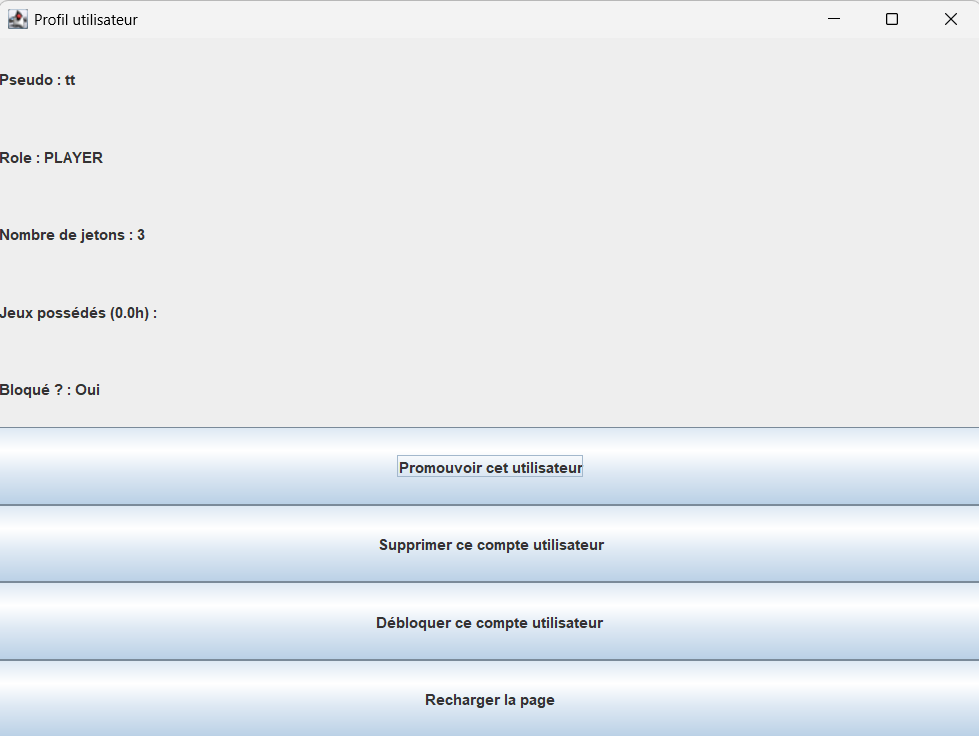 Profil utilisateur
Pseudo : tt
Role : PLAYER
Nombre de jetons : 3
Jeux possédés (0.0h) :
Bloqué ? : Oui
Promouvoir cet utilisateur
Supprimer ce compte utilisateur
Débloquer ce compte utilisateur
Recharger la page